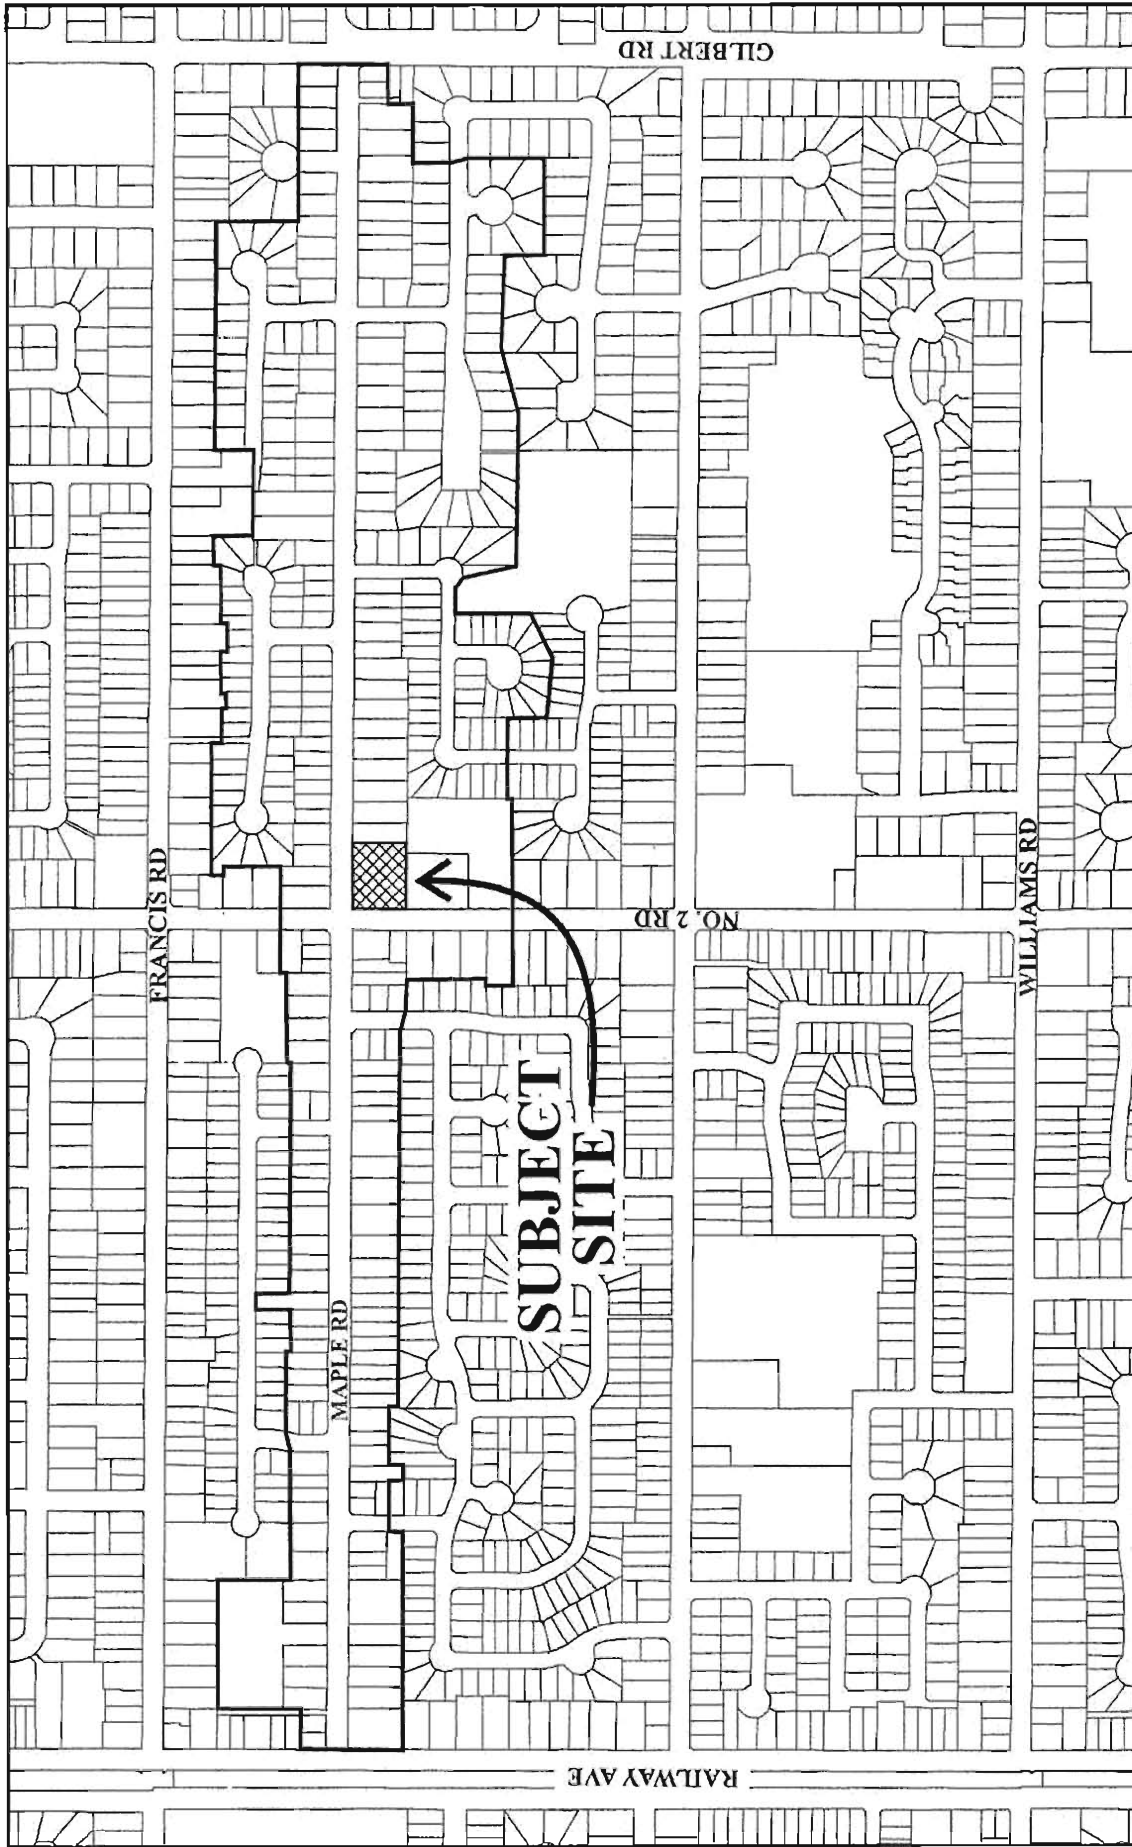 GILBERT RD
FRANCIS RD
NO. 2 RD
WILLIAMS RD
SUBJECT
SITE
MAPLE RD
RAILWAY AVE